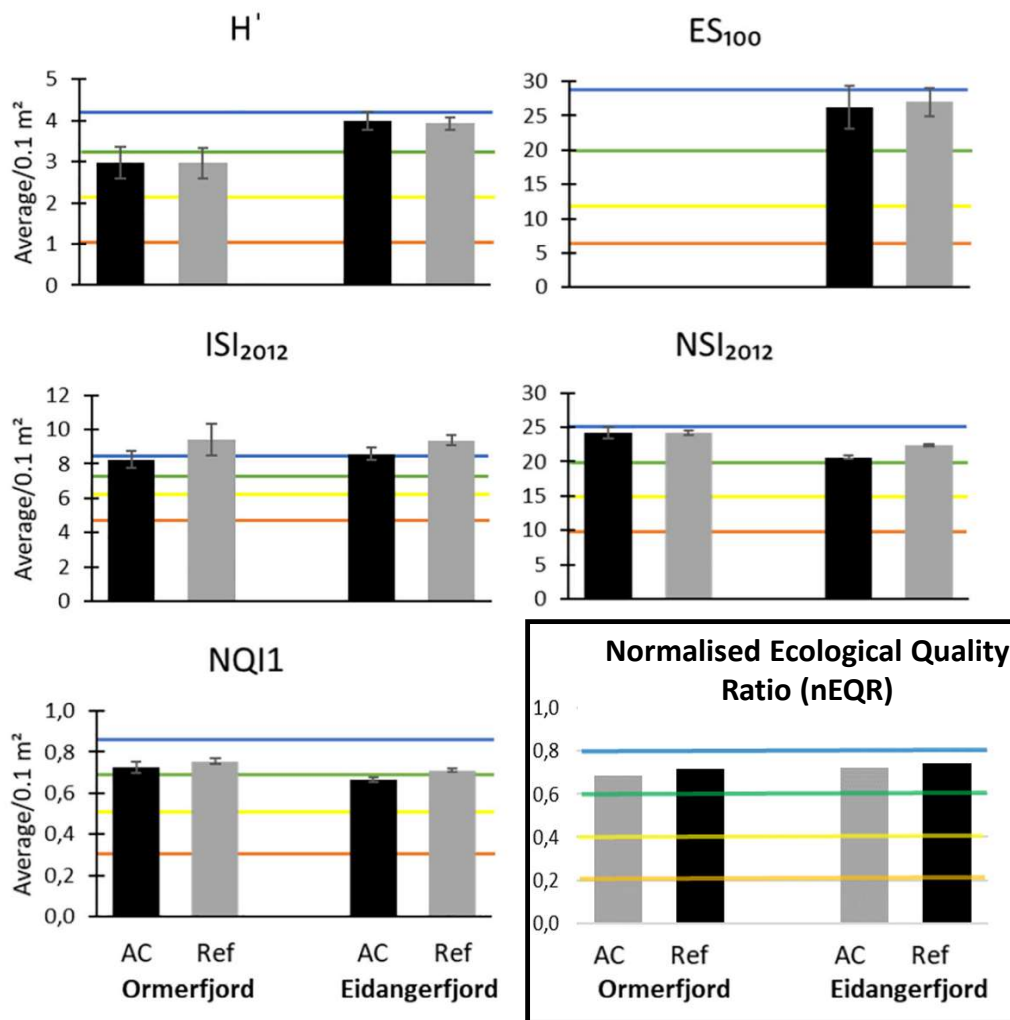 H'
Average/0.1 m²
5
4
3
2
1
0
ES₁₀₀
30
25
20
15
10
5
0
ISI₂₀₁₂
Average/0.1 m²
12
10
8
6
4
2
0
NSI₂₀₁₂
30
25
20
15
10
5
0
NQI1
Average/0.1 m²
1,0
0,8
0,6
0,4
0,2
0,0
AC Ref AC Ref
Ormerfjord Eidangerfjord
Normalised Ecological Quality
Ratio (nEQR)
1,0
0,8
0,6
0,4
0,2
0,0
AC Ref AC Ref
Ormerfjord Eidangerfjord